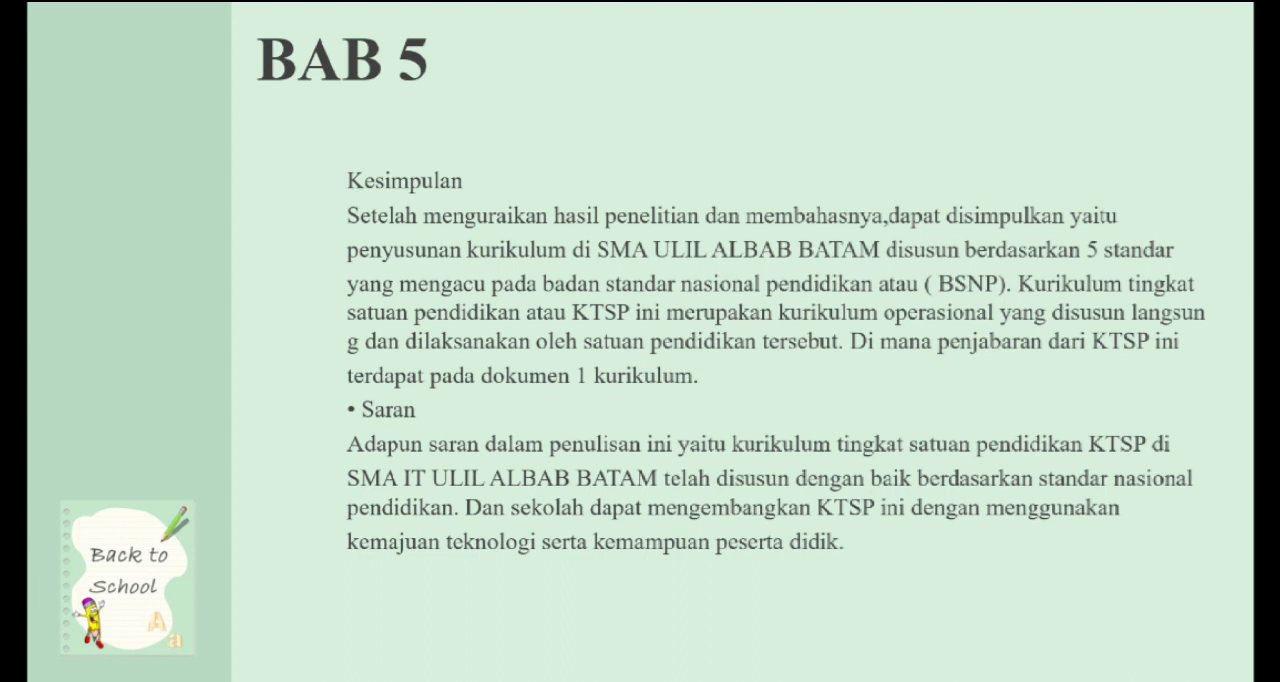 BAB 5
Kesimpulan
Setelah menguraikan hasil penelitian dan membahasnya,dapat disimpulkan yaitu
penyusunan kurikulum di SMA ULIL ALBAB BATAM disusun berdasarkan 5 standar
yang mengacu pada badan standar nasional pendidikan atau ( BSNP). Kurikulum tingkat
satuan pendidikan atau KTSP ini merupakan kurikulum operasional yang disusun langsun
g dan dilaksanakan oleh satuan pendidikan tersebut. Di mana penjabaran dari KTSP ini
terdapat pada dokumen 1 kurikulum.
• Saran
Adapun saran dalam penulisan ini yaitu kurikulum tingkat satuan pendidikan KTSP di
SMA IT ULIL ALBAB BATAM telah disusun dengan baik berdasarkan standar nasional
pendidikan. Dan sekolah dapat mengembangkan KTSP ini dengan menggunakan
kemajuan teknologi serta kemampuan peserta didik.
Back to
School
A
a